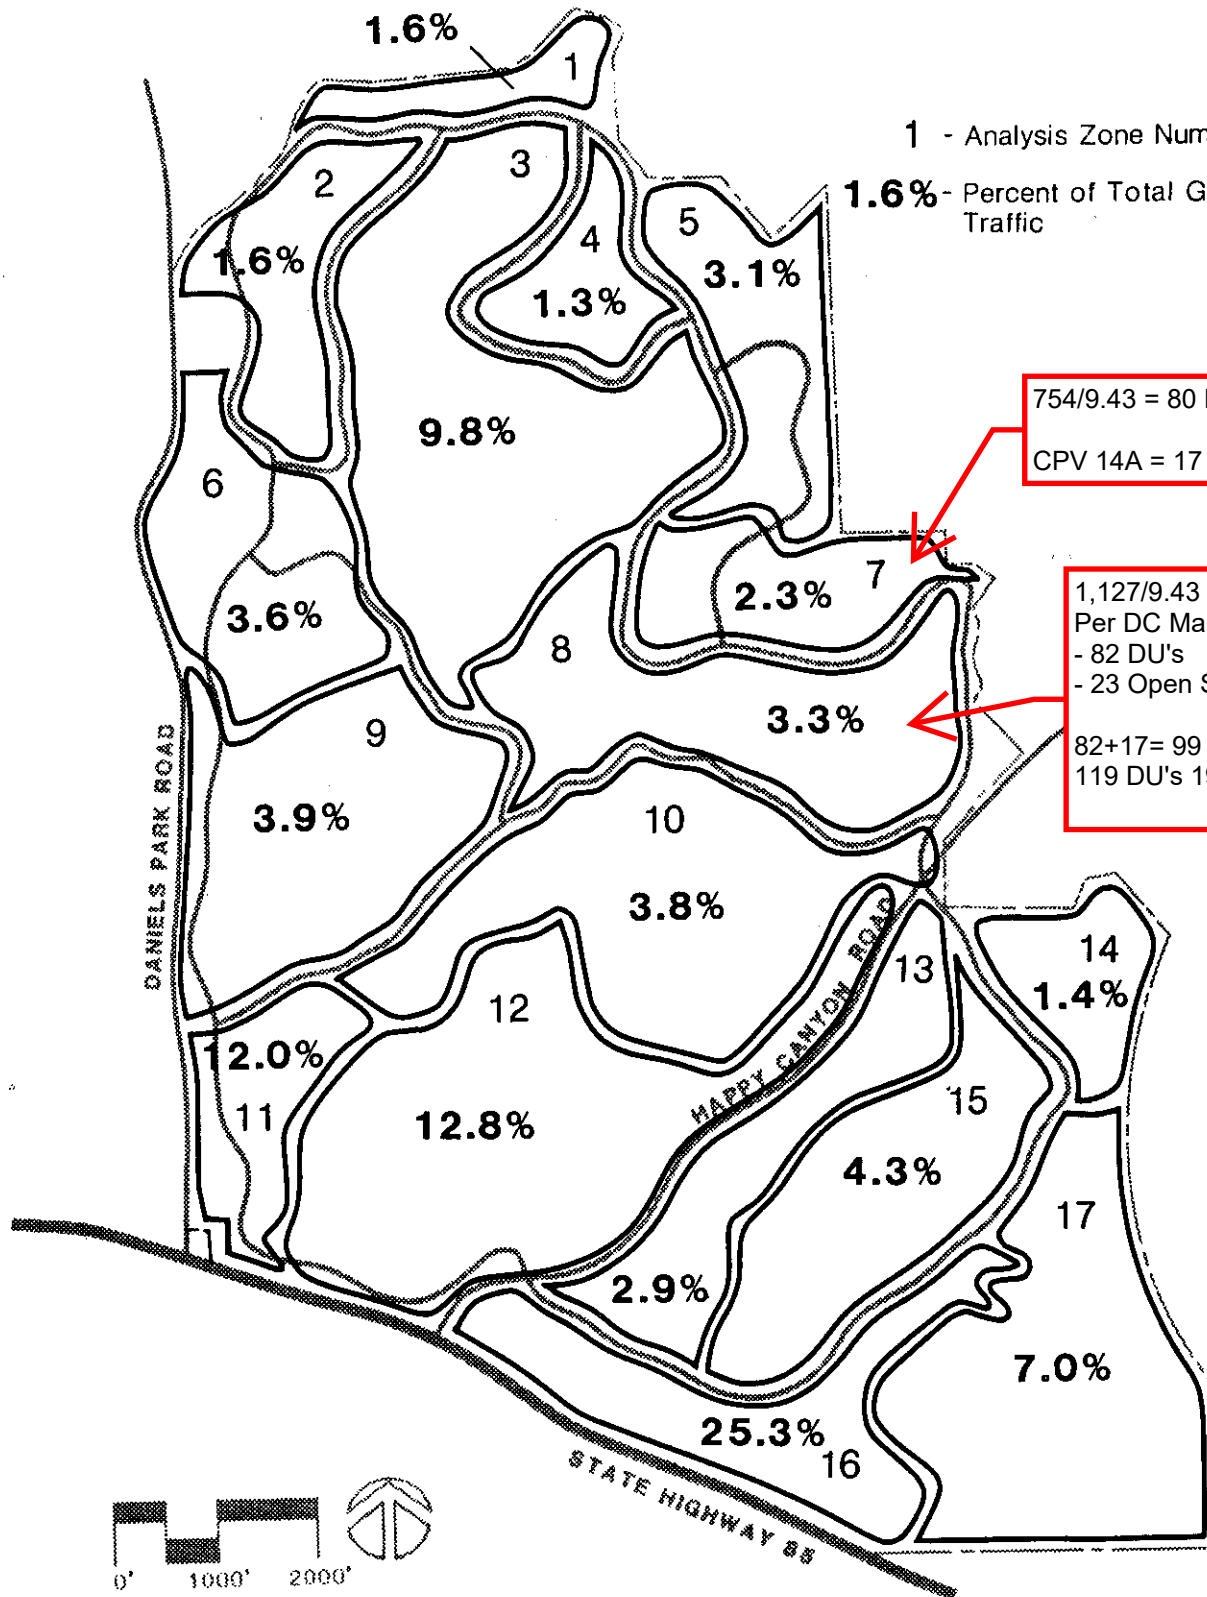 1.6%
1
1 - Analysis Zone Num
1.6% - Percent of Total G
Traffic
2
1.6%
3
4
1.3%
5
3.1%
9.8%
754/9.43 = 80
CPV 14A = 17
6
3.6%
7
2.3%
1,127/9.43
Per DC Ma
- 82 DU's
- 23 Open S
82+17= 99
119 DU's 19
8
3.3%
9
3.9%
DANIELS PARK ROAD
10
3.8%
HAPPY CANYON ROAD
11
12.0%
12
12.8%
13
2.9%
14
1.4%
15
4.3%
25.3%
16
17
7.0%
STATE HIGHWAY 85
0' 1000' 2000'